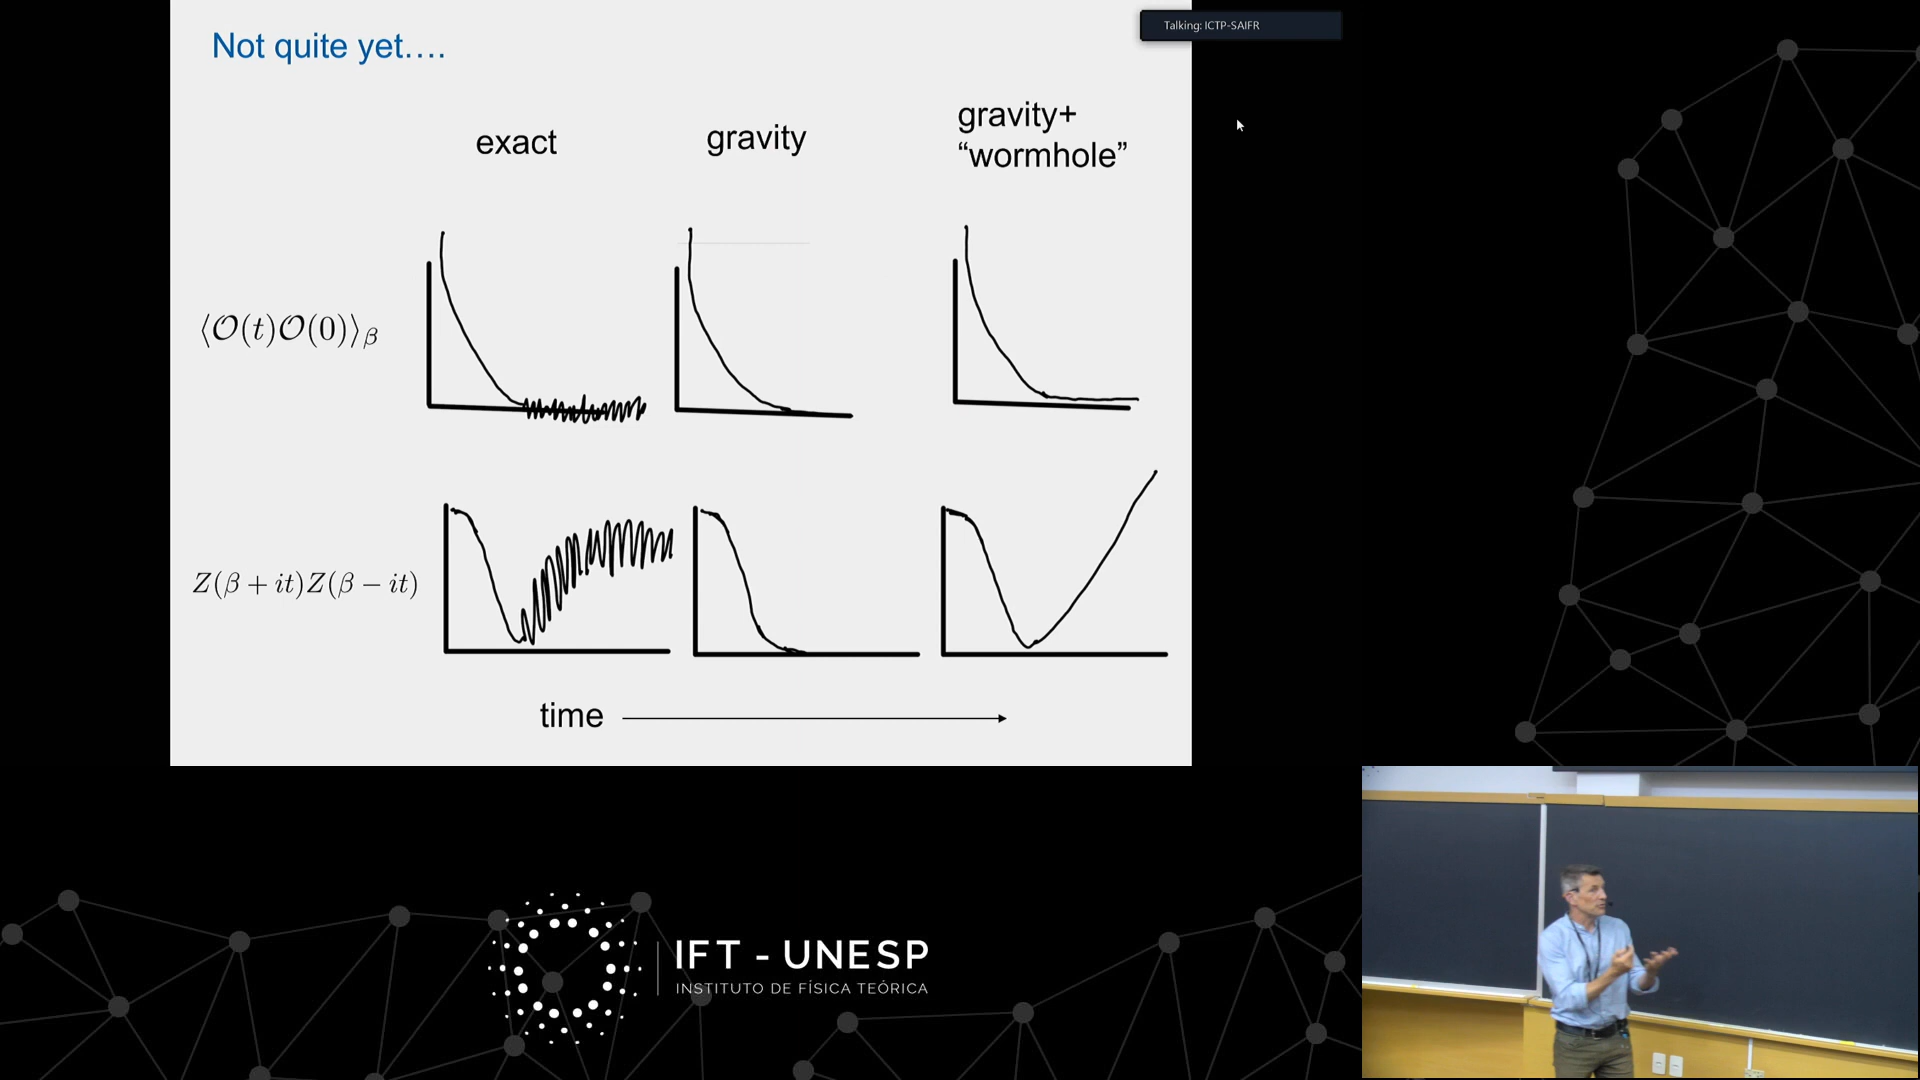 Talking: ICTP-SAIFR
Not quite yet....
exact
gravity
gravity+
“wormhole”
⟨𝒪(t)𝒪(0)⟩β
Z(β + it)Z(β − it)
time
IFT - UNESP
INSTITUTO DE FÍSICA TEÓRICA